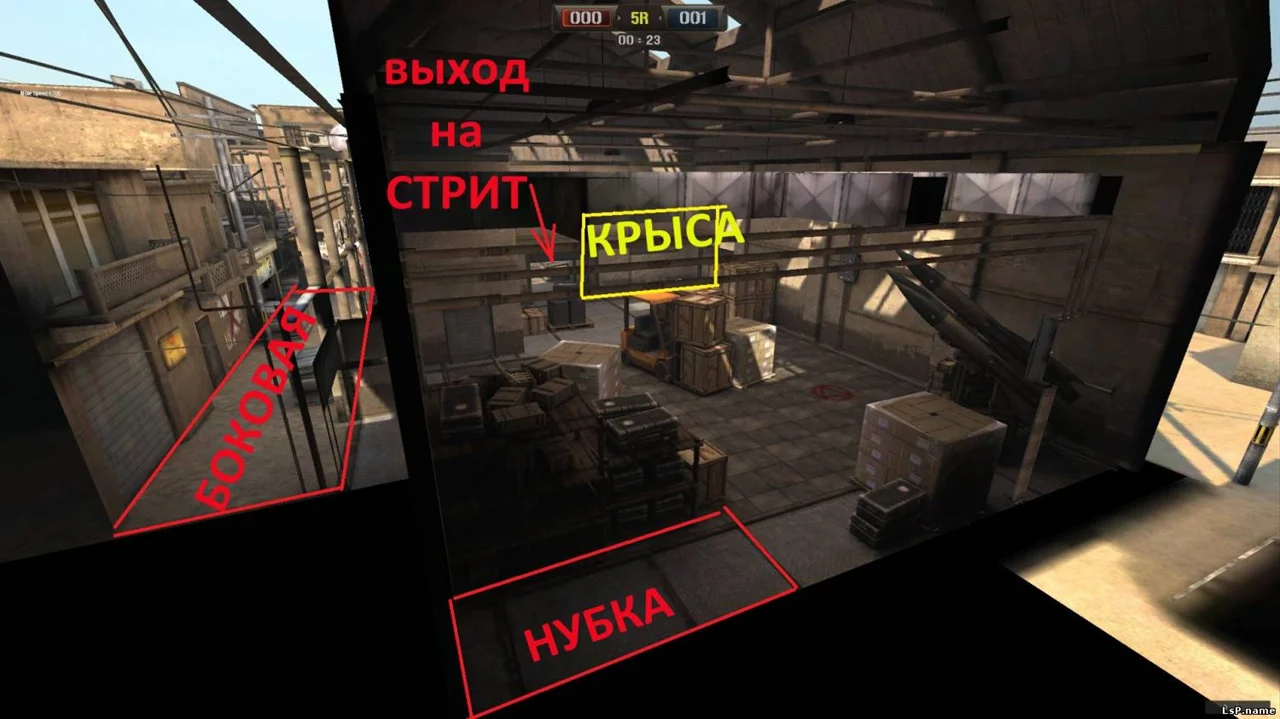 000 5R 001
00 : 23
ВЫХОД
на
СТРИТ
КРЫСА
БОКОВАЯ
НУБКА
LsP.name